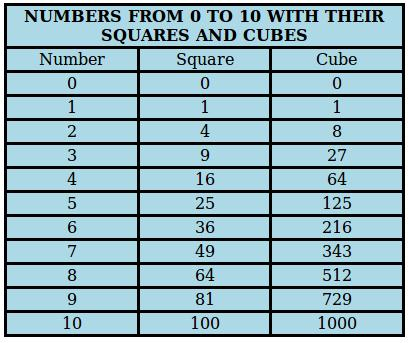 NUMBERS FROM 0 TO 10 WITH THEIR
SQUARES AND CUBES
Number Square Cube
0 0 0
1 1 1
2 4 8
3 9 27
4 16 64
5 25 125
6 36 216
7 49 343
8 64 512
9 81 729
10 100 1000